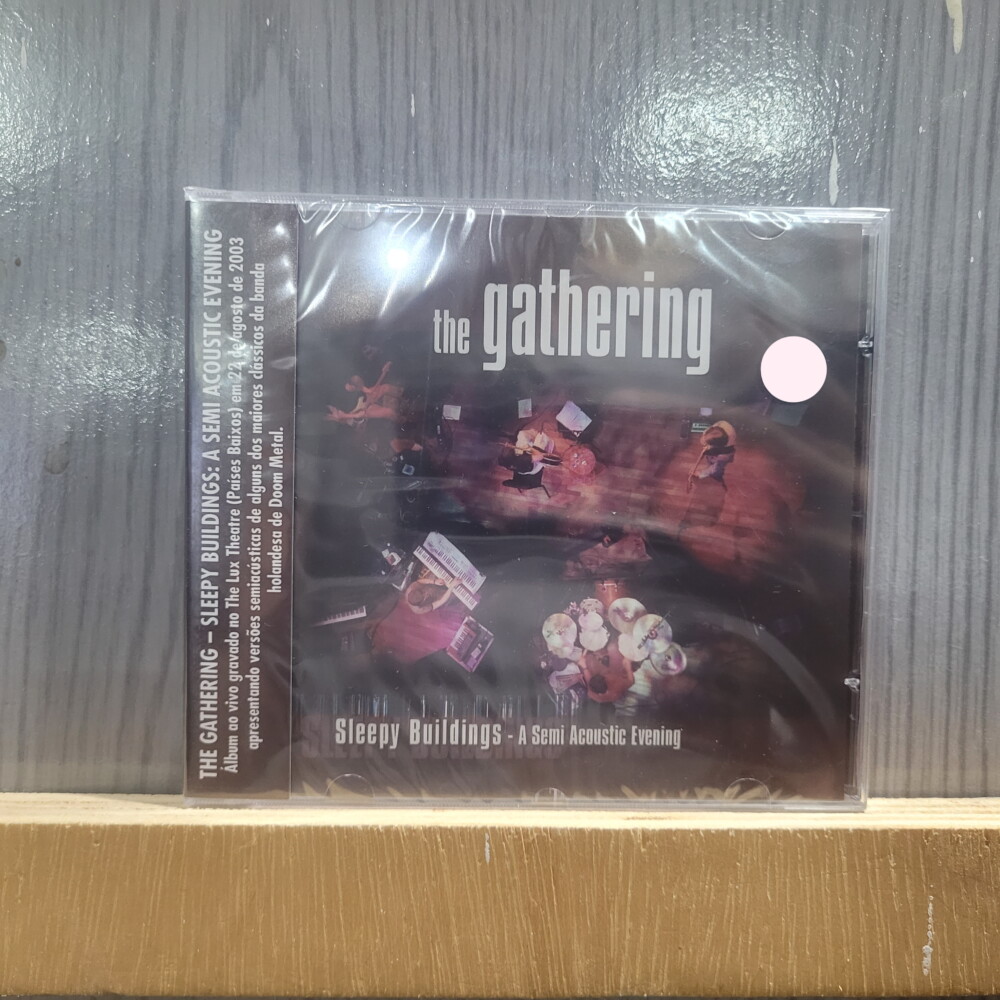 THE GATHERING – SLEEPY BUILDINGS: A SEMI ACOUSTIC EVENING
Álbum ao vivo gravado no The Lux Theatre (Países Baixos) em 22 de agosto de 2003
apresentando versões semiacústicas de alguns dos maiores clássicos da banda
holandesa de Doom Metal.
the gathering
Sleepy Buildings - A Semi Acoustic Evening